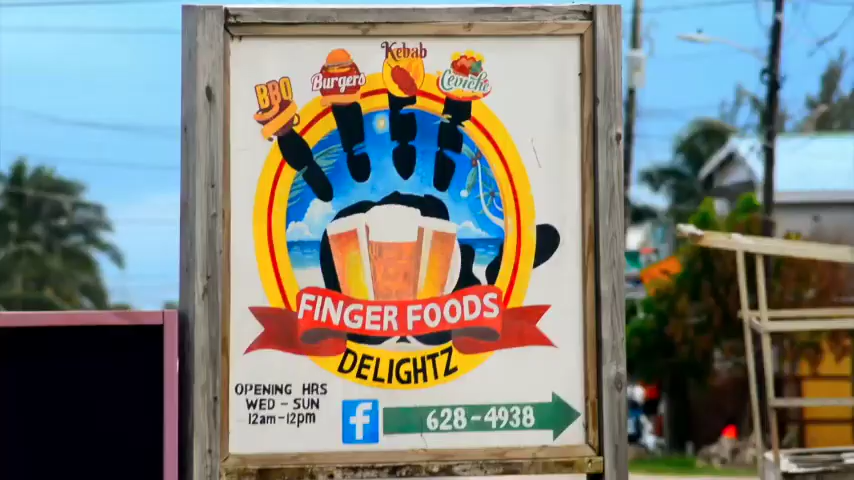 Kebab
BBQ
Burgers
Ceviche
FINGER FOODS
DELIGHTZ
OPENING HRS
WED - SUN
12am-12pm
f
628-4938